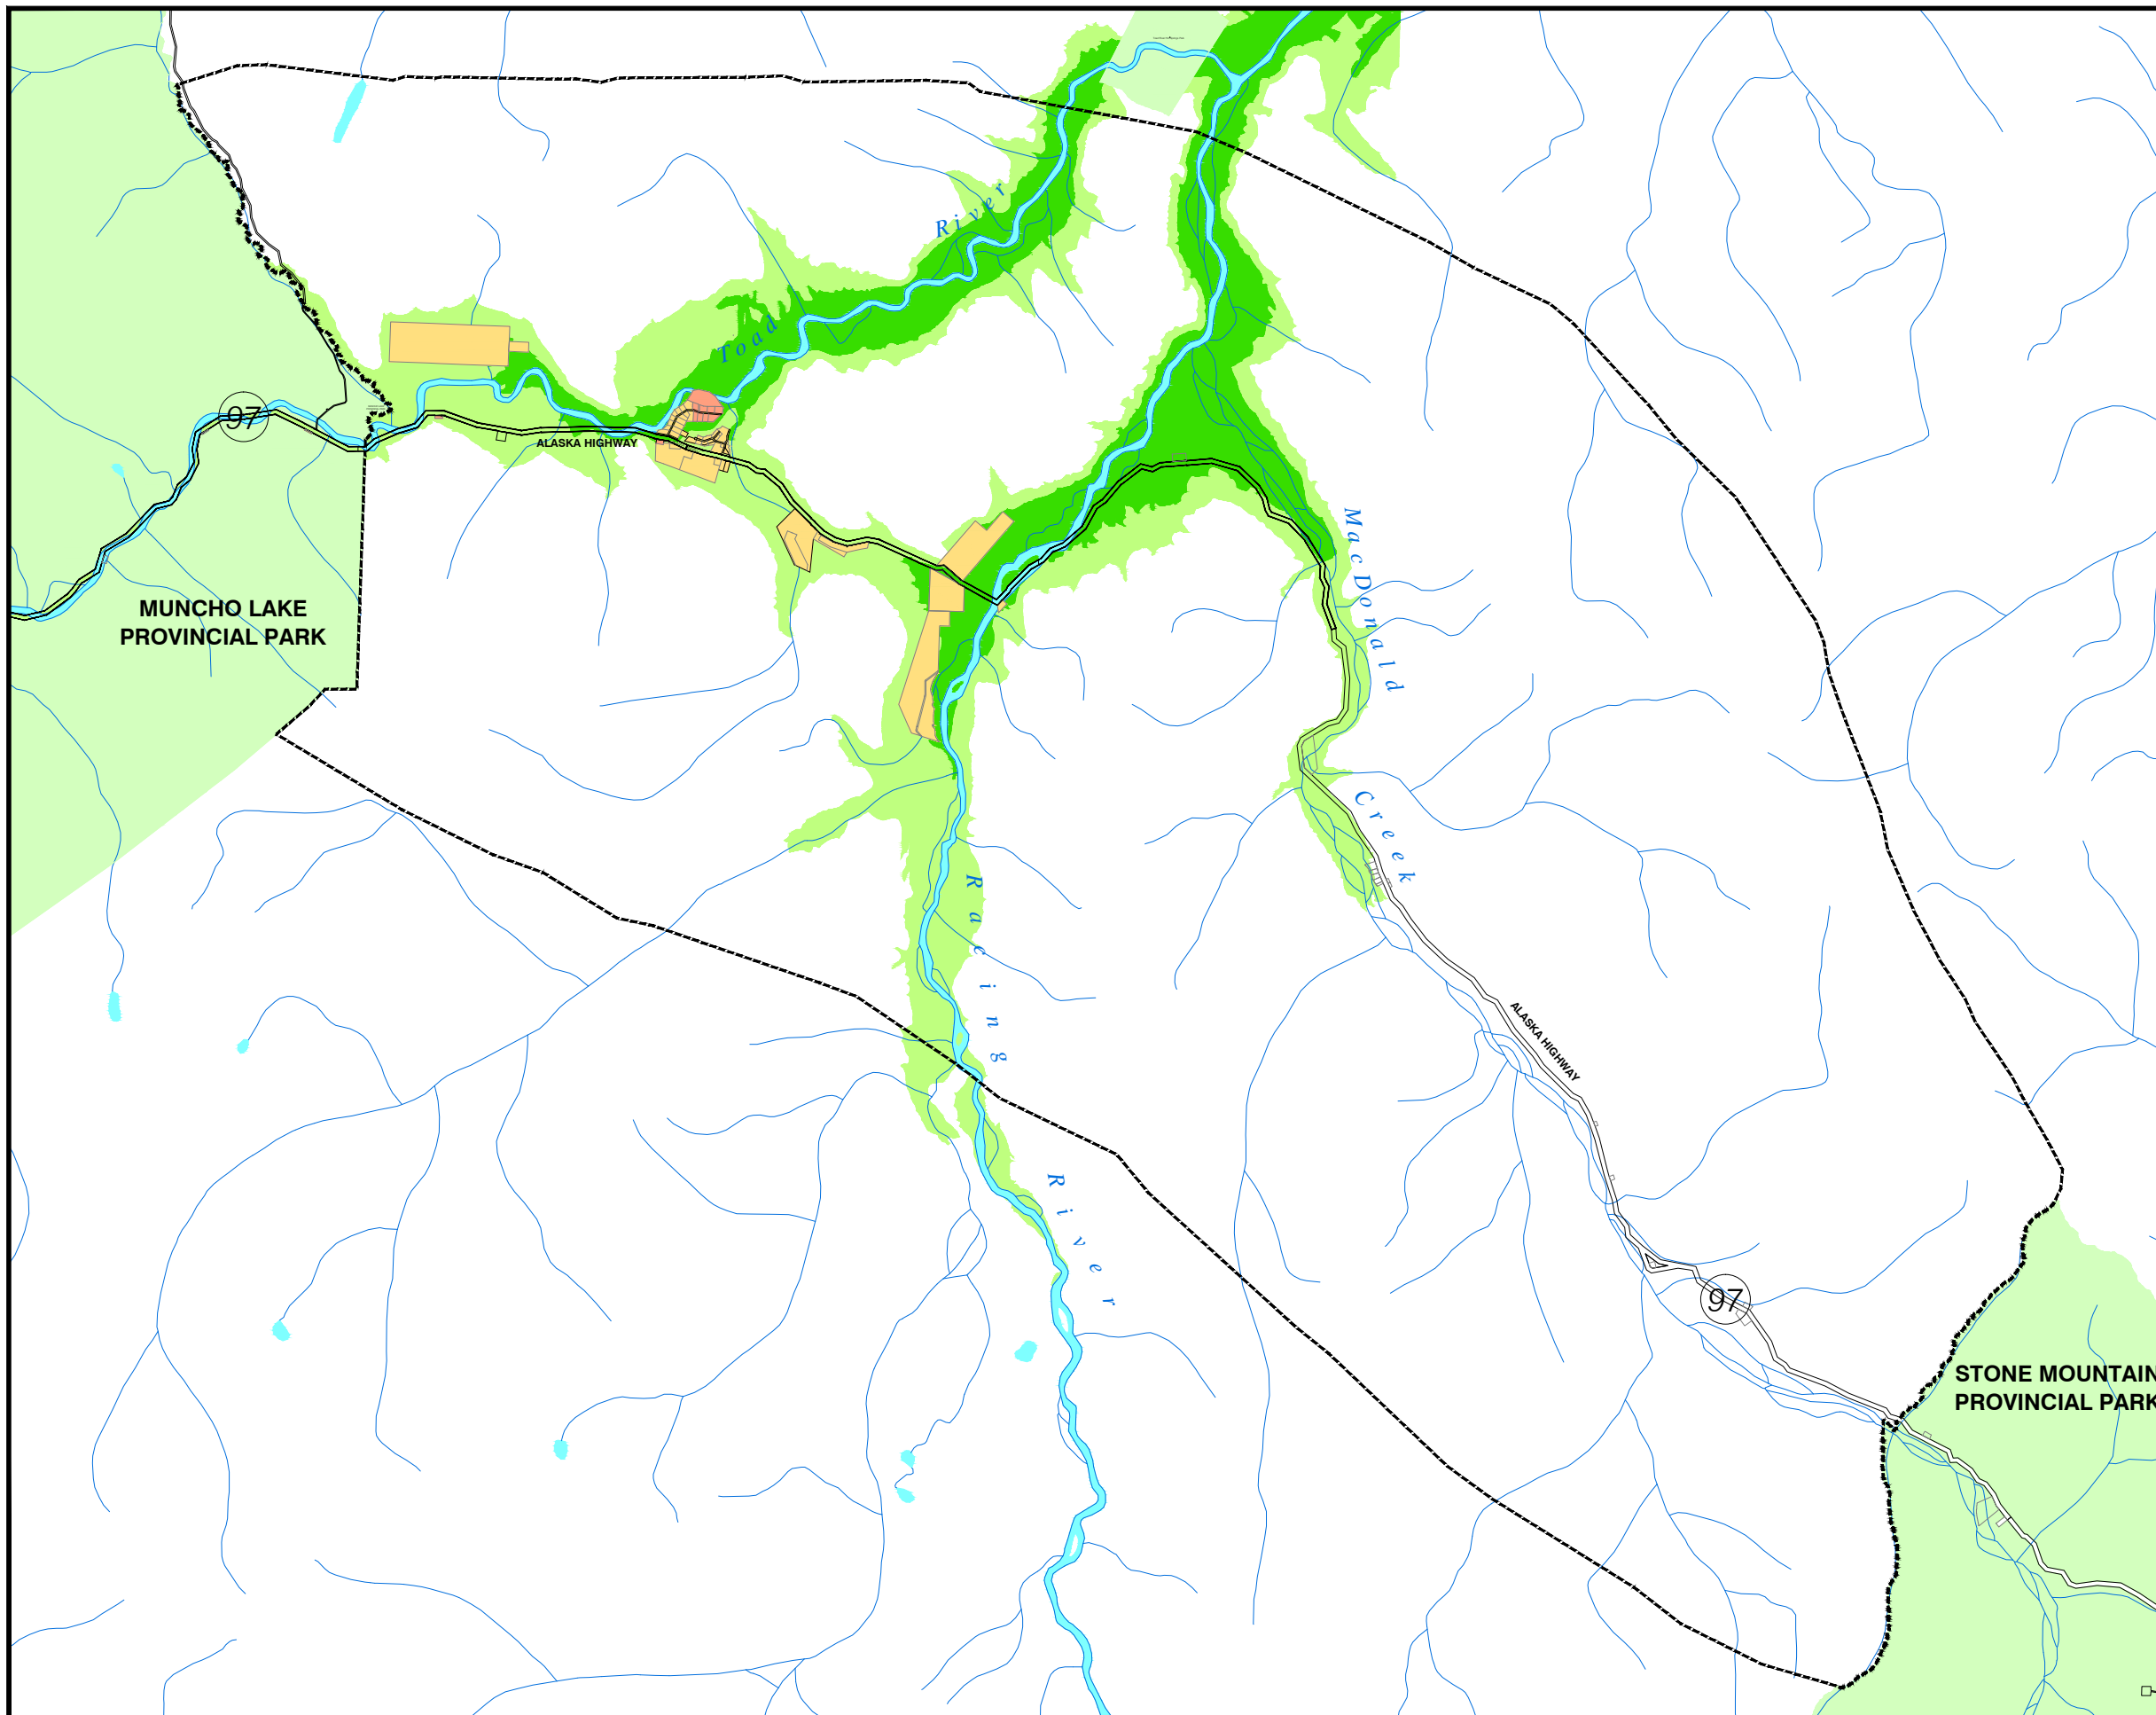 Toad
River
97
ALASKA HIGHWAY
MUNCHO LAKE
PROVINCIAL PARK
MacDonald
Creek
Racing
River
ALASKA HIGHWAY
97
STONE MOUNTAIN
PROVINCIAL PARK